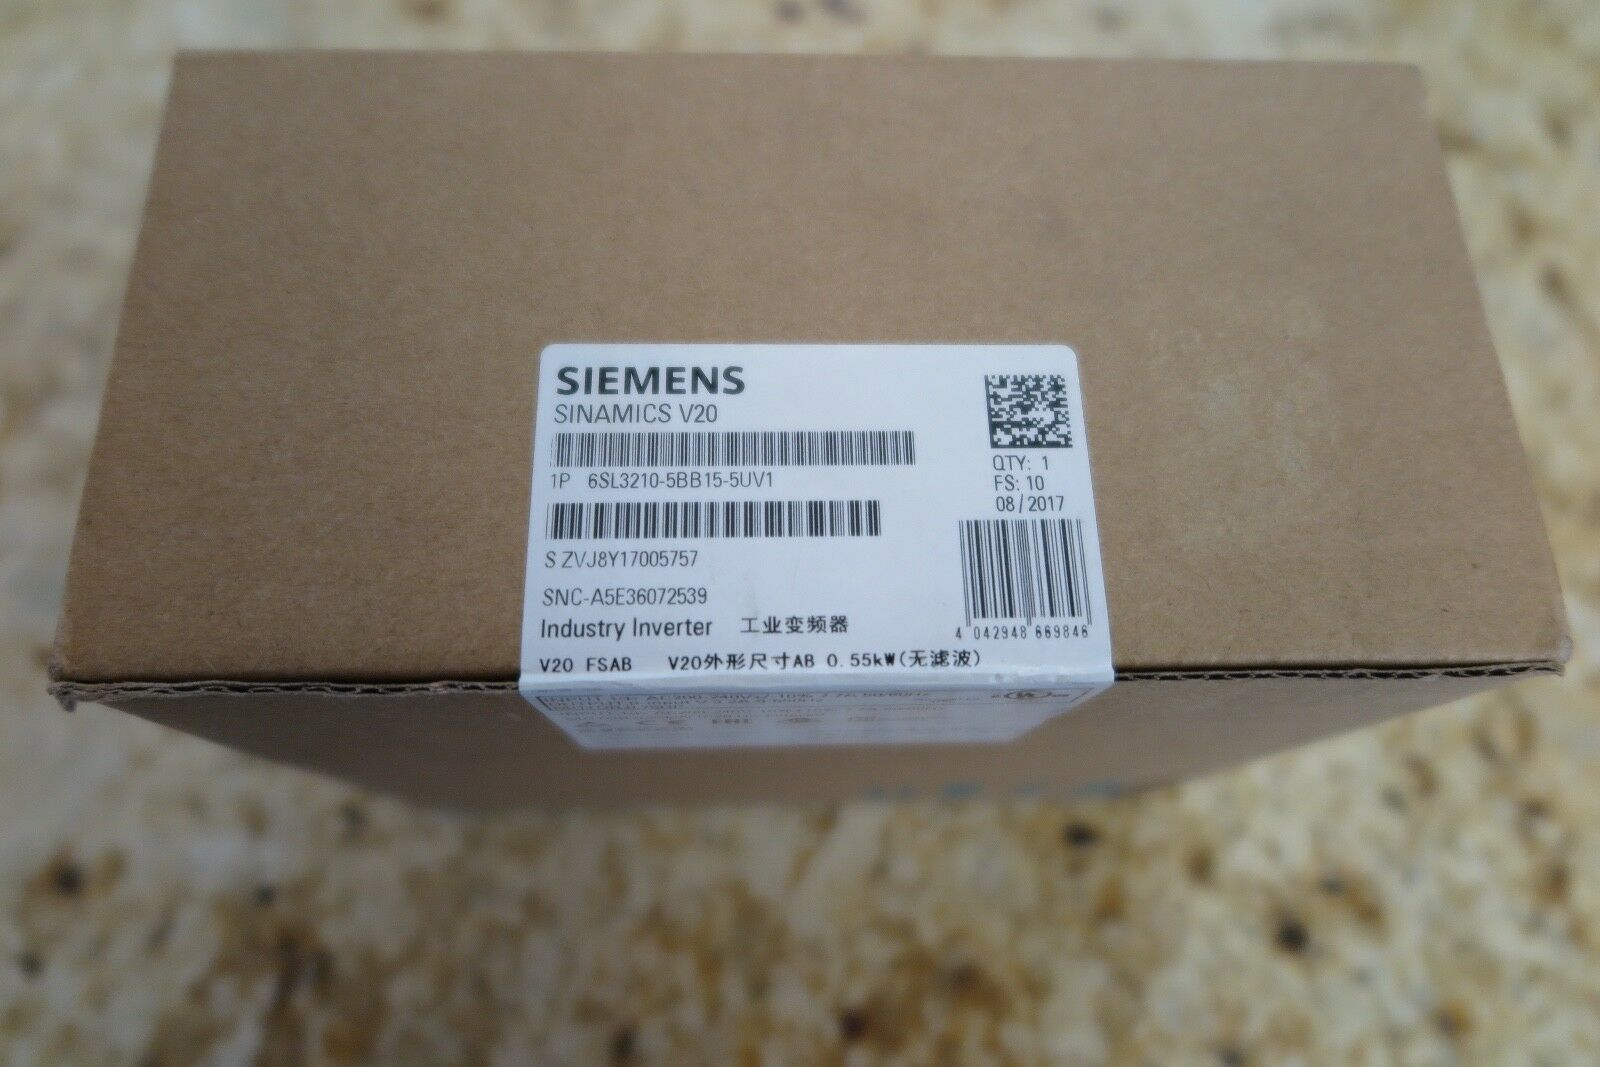 SIEMENS
SINAMICS V20
1P 6SL3210-5BB15-5UV1
QTY: 1
FS: 10
08/2017
S ZVJ8Y17005757
SNC-A5E36072539
Industry Inverter 工业变频器
4 042948 669846
V20 FSAB V20外形尺寸AB 0.55kW(无滤波)